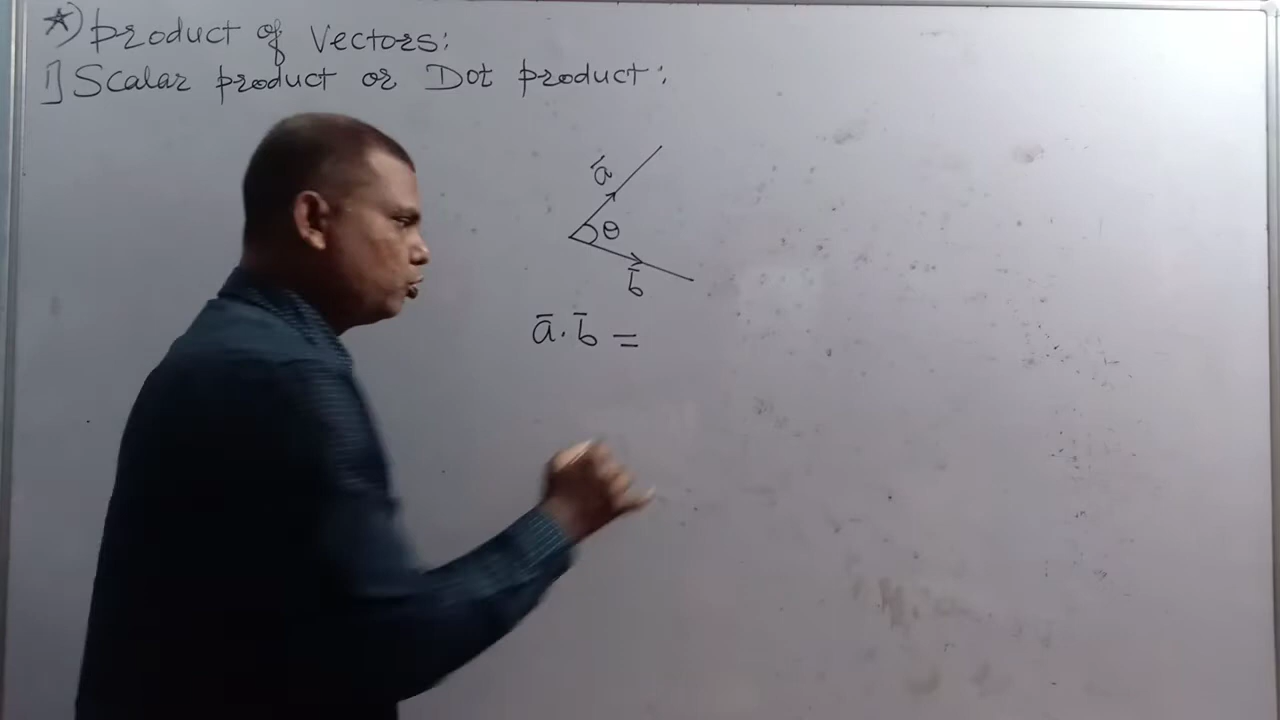 *) product of Vectors:
1] Scalar product or Dot product:
a̅
θ
b̅
a̅.b̅ =